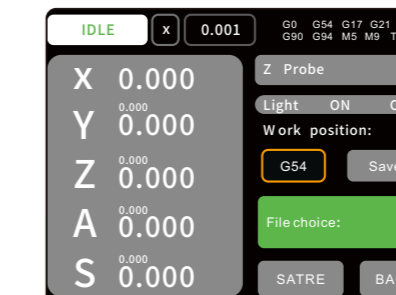 IDLE x 0.001 G0 G54 G17 G21
G90 G94 M5 M9
X 0.000
0.000
Y 0.000
0.000
Z 0.000
0.000
A 0.000
0.000
S 0.000
Z Probe
Light ON
Work position:
G54 Save
File choice:
SATRE BA